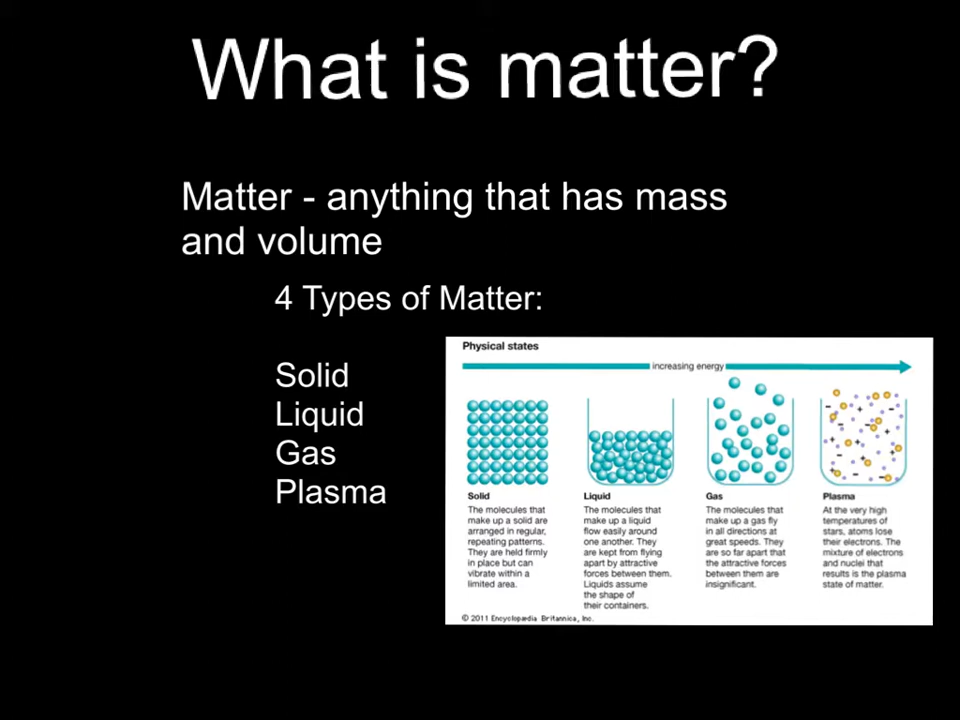 What is matter?
Matter - anything that has mass
and volume
4 Types of Matter:
Solid
Liquid
Gas
Plasma
Physical states
increasing energy
Solid
The molecules that
make up a solid are
arranged in regular,
repeating patterns.
They are held firmly
in place but can
vibrate within a
limited area.
Liquid
The molecules that
make up a liquid
flow easily around
one another. They
are kept from flying
apart by attractive
forces between them.
Liquids assume
the shape of
their containers.
Gas
The molecules that
make up a gas fly
in all directions at
great speeds. They
are so far apart that
the attractive forces
between them are
insignificant.
Plasma
At the very high
temperatures of
stars, atoms lose
their electrons. The
mixture of electrons
and nuclei that
results is the plasma
state of matter.
© 2011 Encyclopædia Britannica, Inc.